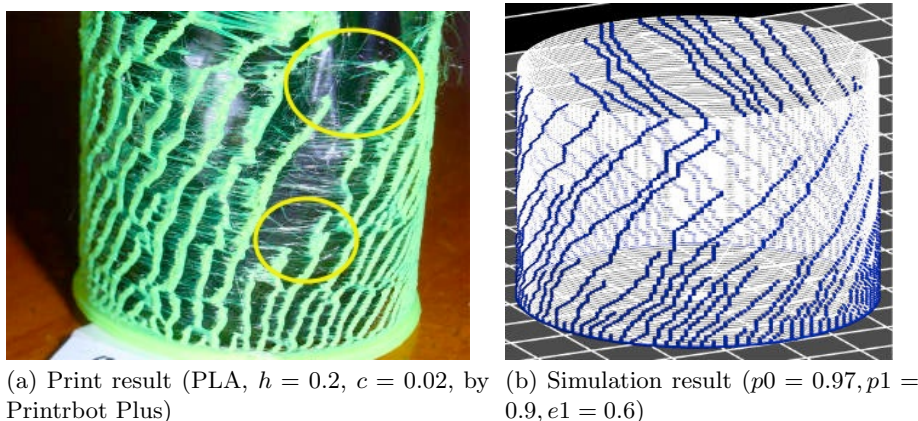 (a) Print result (PLA, h = 0.2, c = 0.02, by
Printrbot Plus)
(b) Simulation result (p0 = 0.97, p1 =
0.9, e1 = 0.6)